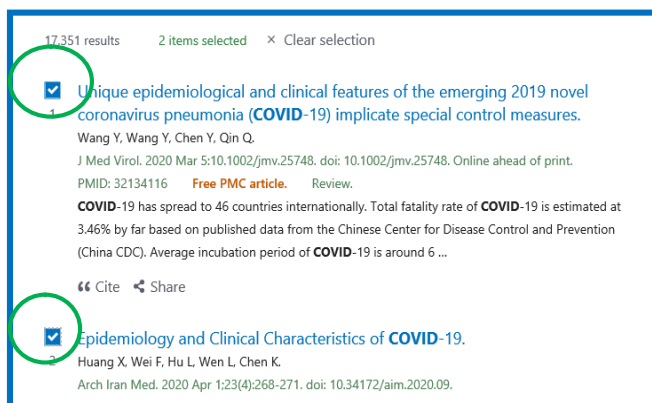 17,351 results 2 items selected × Clear selection
Unique epidemiological and clinical features of the emerging 2019 novel
1 coronavirus pneumonia (COVID-19) implicate special control measures.
Wang Y, Wang Y, Chen Y, Qin Q.
J Med Virol. 2020 Mar 5:10.1002/jmv.25748. doi: 10.1002/jmv.25748. Online ahead of print.
PMID: 32134116 Free PMC article. Review.
COVID-19 has spread to 46 countries internationally. Total fatality rate of COVID-19 is estimated at
3.46% by far based on published data from the Chinese Center for Disease Control and Prevention
(China CDC). Average incubation period of COVID-19 is around 6 ...
Cite Share
Epidemiology and Clinical Characteristics of COVID-19.
2 Huang X, Wei F, Hu L, Wen L, Chen K.
Arch Iran Med. 2020 Apr 1;23(4):268-271. doi: 10.34172/aim.2020.09.